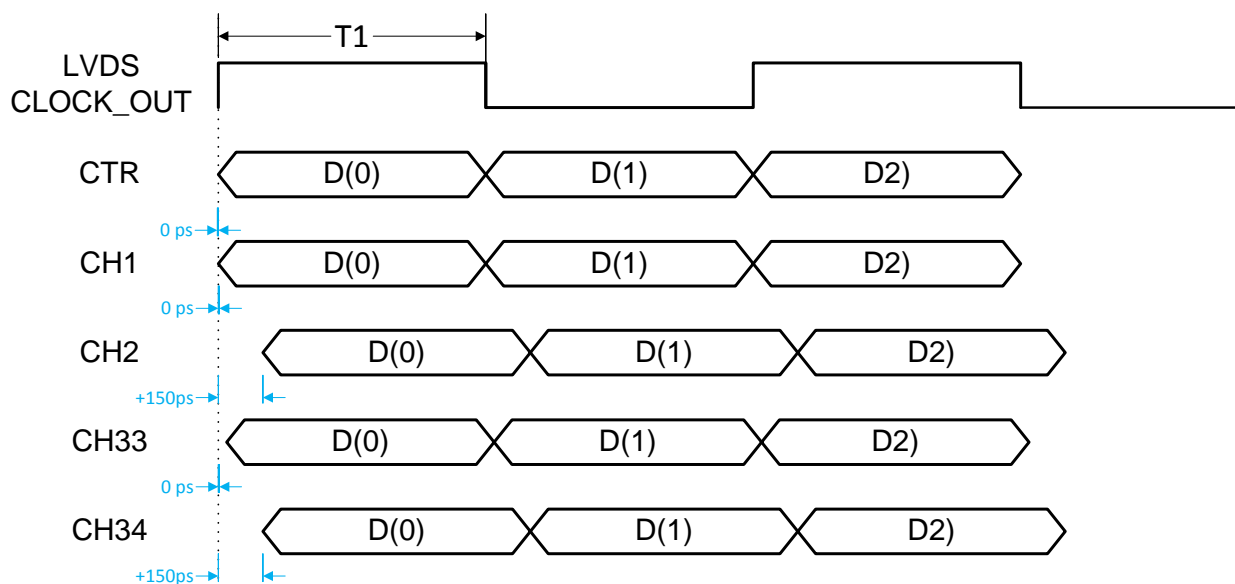 T1
LVDS
CLOCK_OUT
CTR D(0) D(1) D2)
0 ps
CH1 D(0) D(1) D2)
0 ps
CH2 D(0) D(1) D2)
+150ps
CH33 D(0) D(1) D2)
0 ps
CH34 D(0) D(1) D2)
+150ps